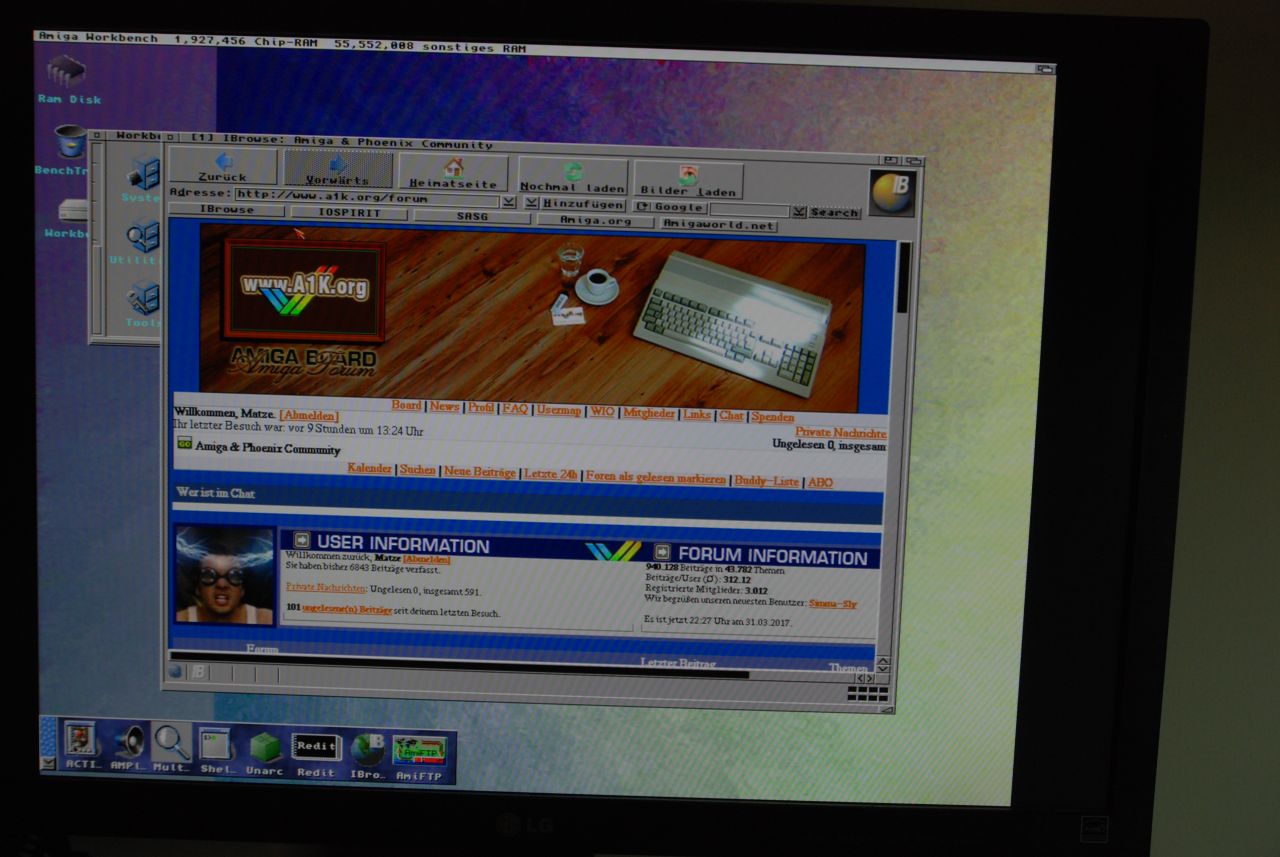 Amiga Workbench 1,927,456 Chip-RAM 55,552,008 sonstiges RAM
Ram Disk
BenchTr
Workb
Workb
Syste
Utilit
Tools
[1] IBrowse: Amiga & Phoenix Community
Zurück Vorwärts Heimatseite Nochmal laden Bilder laden
Adresse: http://www.a1k.org/forum Hinzufügen Google Search
IBrowse IOSPIRIT SASG Amiga.org Amigaworld.net
IB
www.A1K.org
AMIGA BOARD
Amiga Forum
Board | News | Profil | FAQ | Usermap | WIO | Mitglieder | Links | Chat | Spenden
Willkommen, Matze. [Abmelden]
Ihr letzter Besuch war: vor 9 Stunden um 13:24 Uhr
Private Nachrichte
Ungelesen 0, insgesam
GO Amiga & Phoenix Community
Kalender | Suchen | Neue Beiträge | Letzte 24h | Foren als gelesen markieren | Buddy-Liste | ABO
Wer ist im Chat
USER INFORMATION
Willkommen zurück, Matze [Abmelden]
Sie haben bisher 6843 Beiträge verfasst.
Private Nachrichten: Ungelesen 0, insgesamt 591.
101 ungelesene(n) Beiträge seit deinem letzten Besuch.
FORUM INFORMATION
940.128 Beiträge in 43.782 Themen
Beiträge/User (Ø): 312.12
Registrierte Mitglieder: 3.012
Wir begrüßen unseren neuesten Benutzer: Simma-Sly
Es ist jetzt 22:27 Uhr am 31.03.2017.
Forum Letzter Beitrag Themen
IB
Redit
AmiFTP
ACTI.. AMPl.. Mult.. Shel.. Unarc Redit IBro.. AmiFTP
LG